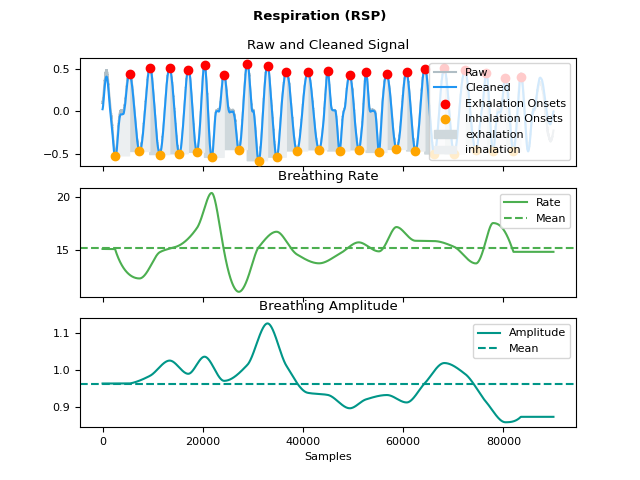 Respiration (RSP)
Raw and Cleaned Signal
0.5
0.0
−0.5
Raw
Cleaned
Exhalation Onsets
Inhalation Onsets
exhalation
inhalation
Breathing Rate
20
15
Rate
Mean
Breathing Amplitude
1.1
1.0
0.9
Amplitude
Mean
0 20000 40000 60000 80000
Samples